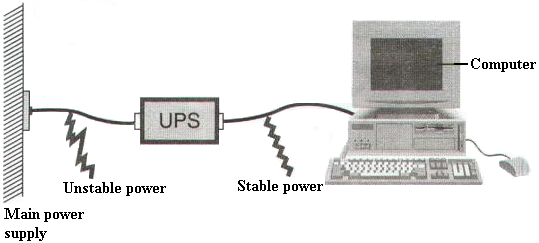 Computer
UPS
Unstable power
Stable power
Main power
supply